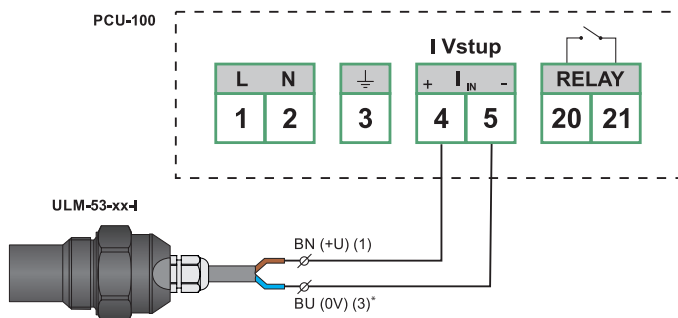 PCU-100
I Vstup
L N
+ I IN -
RELAY
1 2 3 4 5 20 21
ULM-53-xx-I
BN (+U) (1)
BU (0V) (3)*